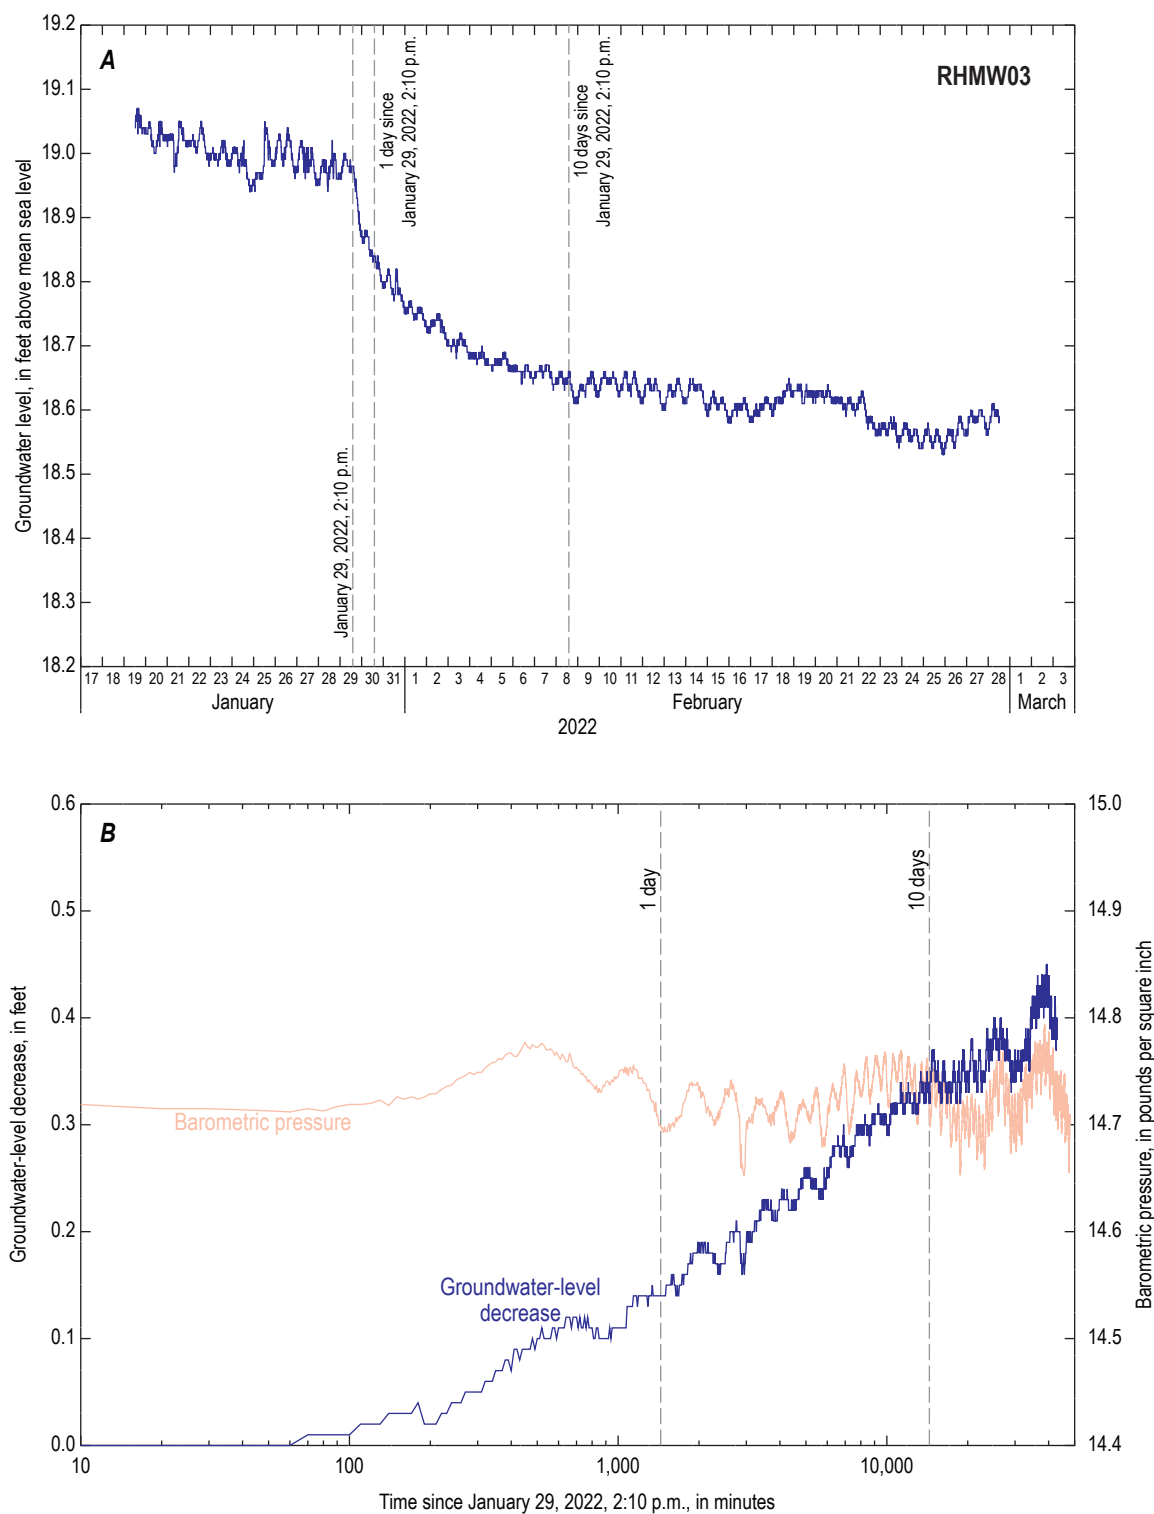 A
RHMW03
Groundwater level, in feet above mean sea level
19.2
19.1
19.0
18.9
18.8
18.7
18.6
18.5
18.4
18.3
18.2
January 29, 2022, 2:10 p.m.
1 day since
January 29, 2022, 2:10 p.m.
10 days since
January 29, 2022, 2:10 p.m.
17 18 19 20 21 22 23 24 25 26 27 28 29 30 31 1 2 3 4 5 6 7 8 9 10 11 12 13 14 15 16 17 18 19 20 21 22 23 24 25 26 27 28 1 2 3
January February March
2022
B
Groundwater-level decrease, in feet
0.6
0.5
0.4
0.3
0.2
0.1
0.0
1 day
10 days
Barometric pressure
Groundwater-level
decrease
15.0
14.9
14.8
14.7
14.6
14.5
14.4
Barometric pressure, in pounds per square inch
10 100 1,000 10,000
Time since January 29, 2022, 2:10 p.m., in minutes